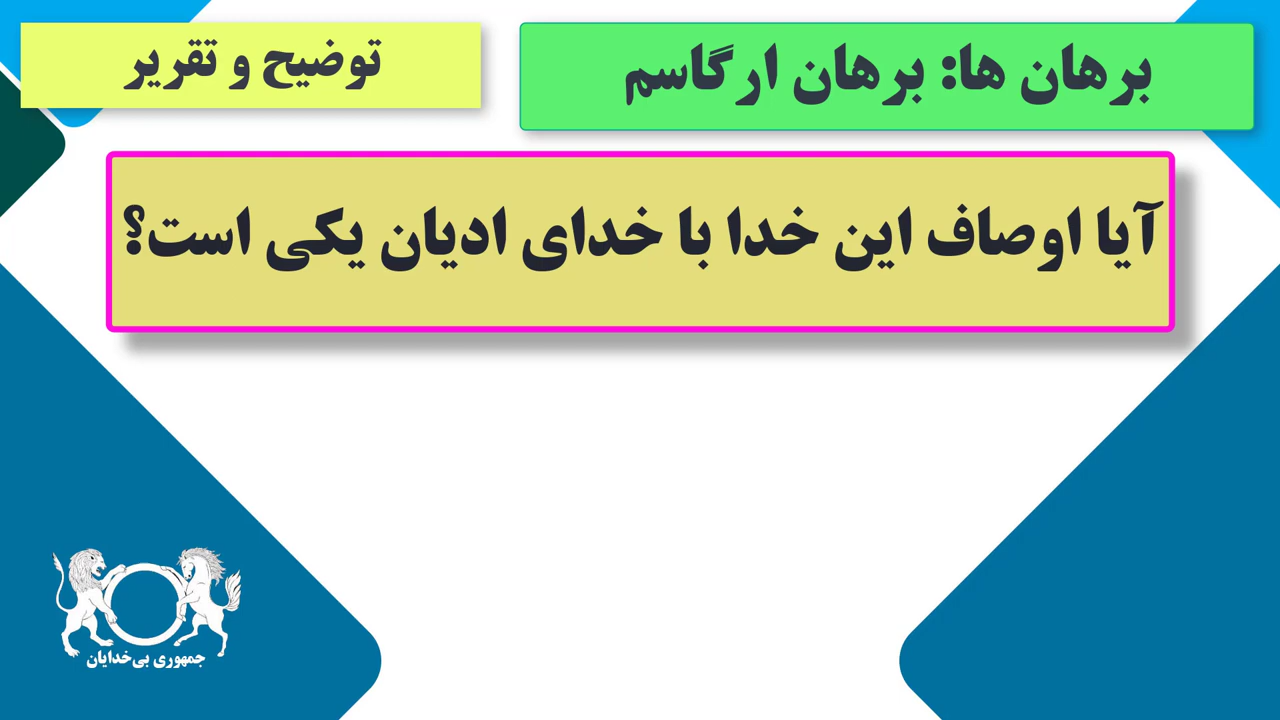 برهان ها: برهان ارگاسم
توضیح و تقریر
آیا اوصاف این خدا با خدای ادیان یکی است؟
جمهوری بی‌خدایان